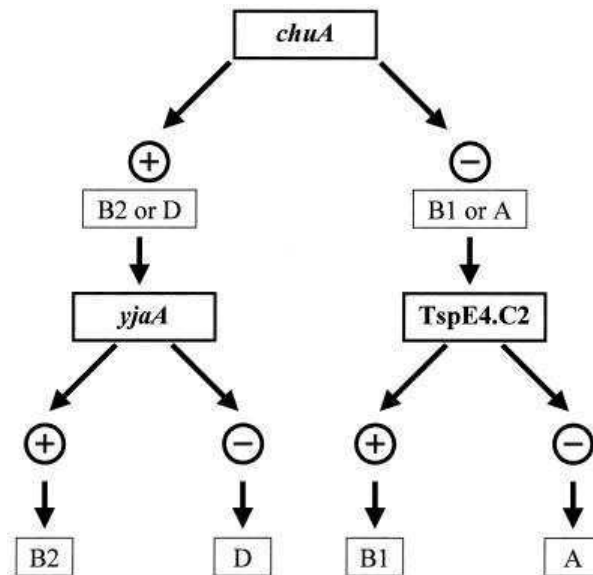 chuA
+
−
B2 or D
B1 or A
yjaA
TspE4.C2
+
−
+
−
B2
D
B1
A